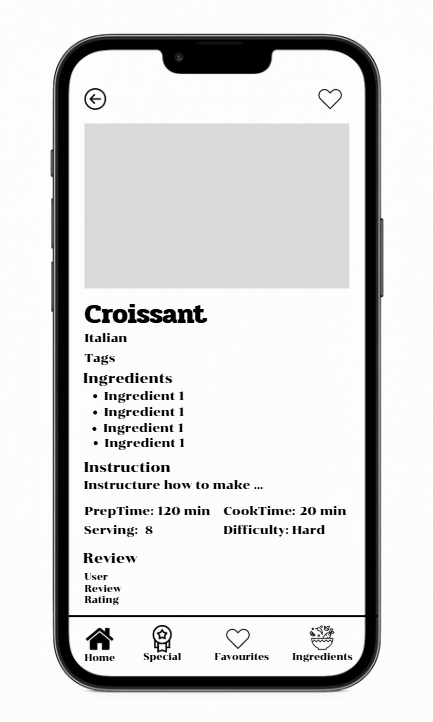 Croissant
Italian
Tags
Ingredients
• Ingredient 1
• Ingredient 1
• Ingredient 1
• Ingredient 1
Instruction
Instructure how to make ...
PrepTime: 120 min CookTime: 20 min
Serving: 8 Difficulty: Hard
Review
User
Review
Rating
Home Special Favourites Ingredients